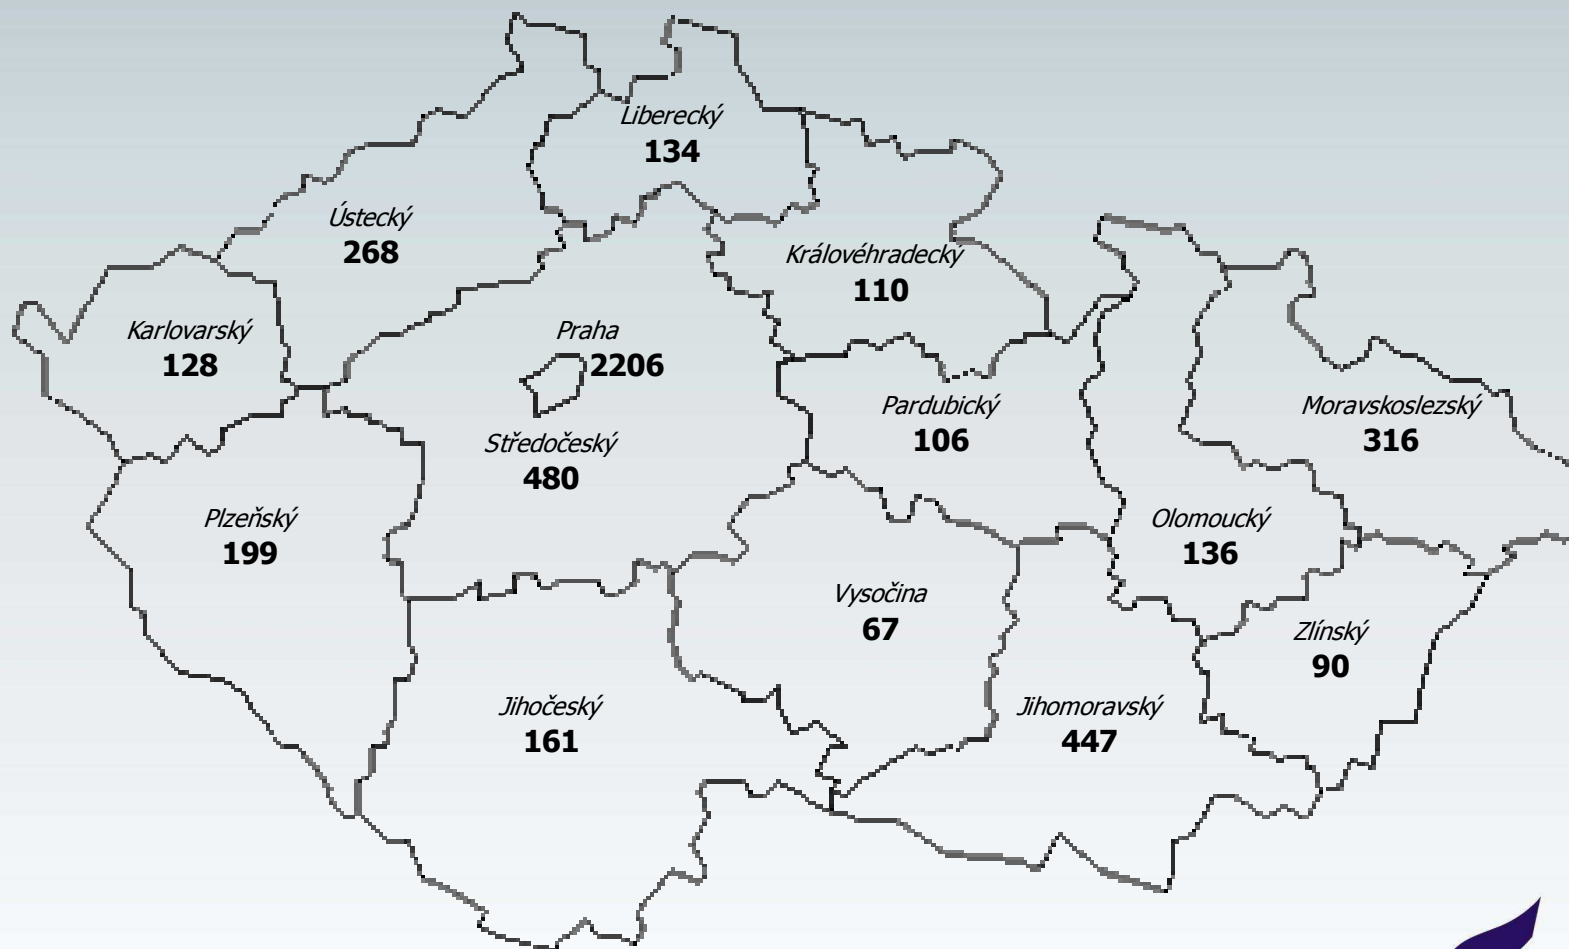 Liberecký
134
Ústecký
268
Královéhradecký
110
Karlovarský
128
Praha
2206
Pardubický
106
Moravskoslezský
316
Středočeský
480
Plzeňský
199
Olomoucký
136
Vysočina
67
Zlínský
90
Jihočeský
161
Jihomoravský
447